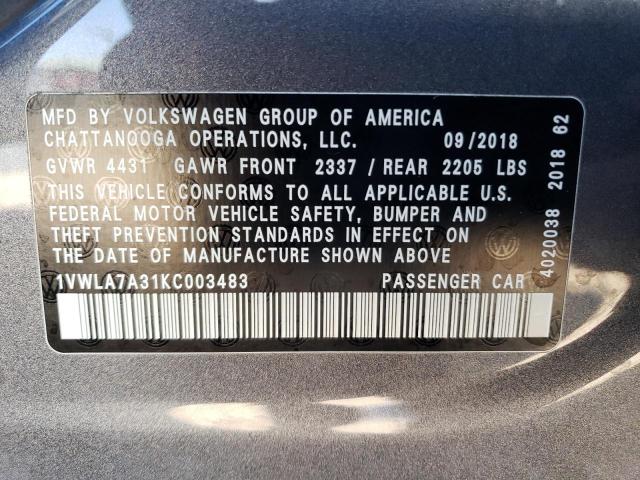 MFD BY VOLKSWAGEN GROUP OF AMERICA
CHATTANOOGA OPERATIONS, LLC. 09/2018
GVWR 4431 GAWR FRONT 2337 / REAR 2205 LBS
THIS VEHICLE CONFORMS TO ALL APPLICABLE U.S.
FEDERAL MOTOR VEHICLE SAFETY, BUMPER AND
THEFT PREVENTION STANDARDS IN EFFECT ON
THE DATE OF MANUFACTURE SHOWN ABOVE
1VWLA7A31KC003483 PASSENGER CAR
4020038 2018 62